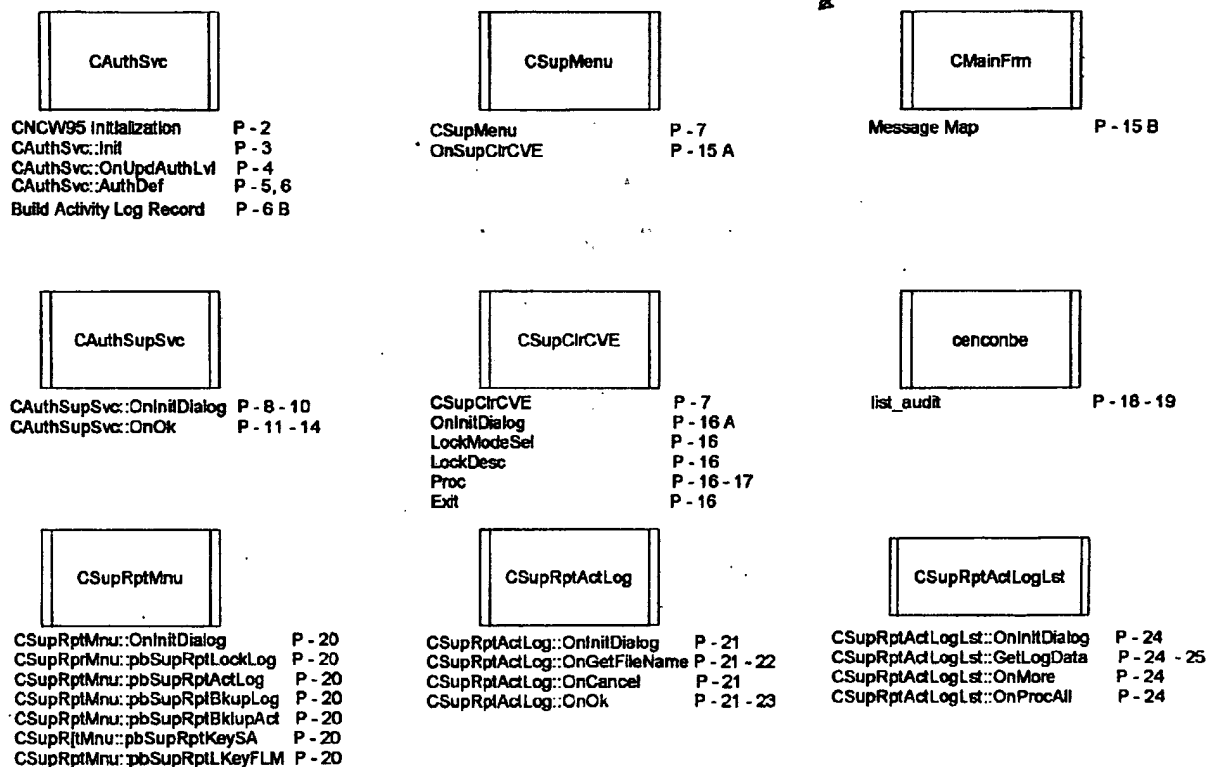 CAuthSvc
CNCW95 Initialization P - 2
CAuthSvc::Init P - 3
CAuthSvc::OnUpdAuthLvl P - 4
CAuthSvc::AuthDef P - 5, 6
Build Activity Log Record P - 6 B
CSupMenu
CSupMenu P - 7
OnSupClrCVE P - 15 A
CMainFrm
Message Map P - 15 B
CAuthSupSvc
CAuthSupSvc::OnInitDialog P - 8 - 10
CAuthSupSvc::OnOk P - 11 - 14
CSupClrCVE
CSupClrCVE P - 7
OnInitDialog P - 16 A
LockModeSel P - 16
LockDesc P - 16
Proc P - 16 - 17
Exit P - 16
cenconbe
list_audit P - 18 - 19
CSupRptMnu
CSupRptMnu::OnInitDialog P - 20
CSupRprMnu::pbSupRptLockLog P - 20
CSupRptMnu::pbSupRptActLog P - 20
CSupRptMnu::pbSupRptBkupLog P - 20
CSupRptMnu::pbSupRptBkIupAct P - 20
CSupR[tMnu::pbSupRptKeySA P - 20
CSupRptMnu::pbSupRptLKeyFLM P - 20
CSupRptActLog
CSupRptActLog::OnInitDialog P - 21
CSupRptActLog::OnGetFileName P - 21 - 22
CSupRptActLog::OnCancel P - 21
CSupRptActLog::OnOk P - 21 - 23
CSupRptActLogLst
CSupRptActLogLst::OnInitDialog P - 24
CSupRptActLogLst::GetLogData P - 24 - 25
CSupRptActLogLst::OnMore P - 24
CSupRptActLogLst::OnProcAll P - 24